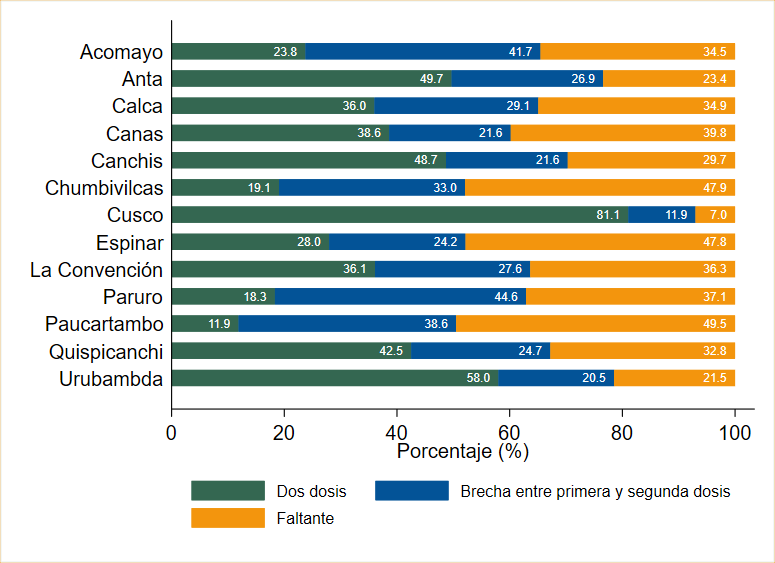 Acomayo 23.8 41.7 34.5
Anta 49.7 26.9 23.4
Calca 36.0 29.1 34.9
Canas 38.6 21.6 39.8
Canchis 48.7 21.6 29.7
Chumbivilcas 19.1 33.0 47.9
Cusco 81.1 11.9 7.0
Espinar 28.0 24.2 47.8
La Convención 36.1 27.6 36.3
Paruro 18.3 44.6 37.1
Paucartambo 11.9 38.6 49.5
Quispicanchi 42.5 24.7 32.8
Urubambda 58.0 20.5 21.5
0 20 40 60 80 100
Porcentaje (%)
Dos dosis Brecha entre primera y segunda dosis
Faltante